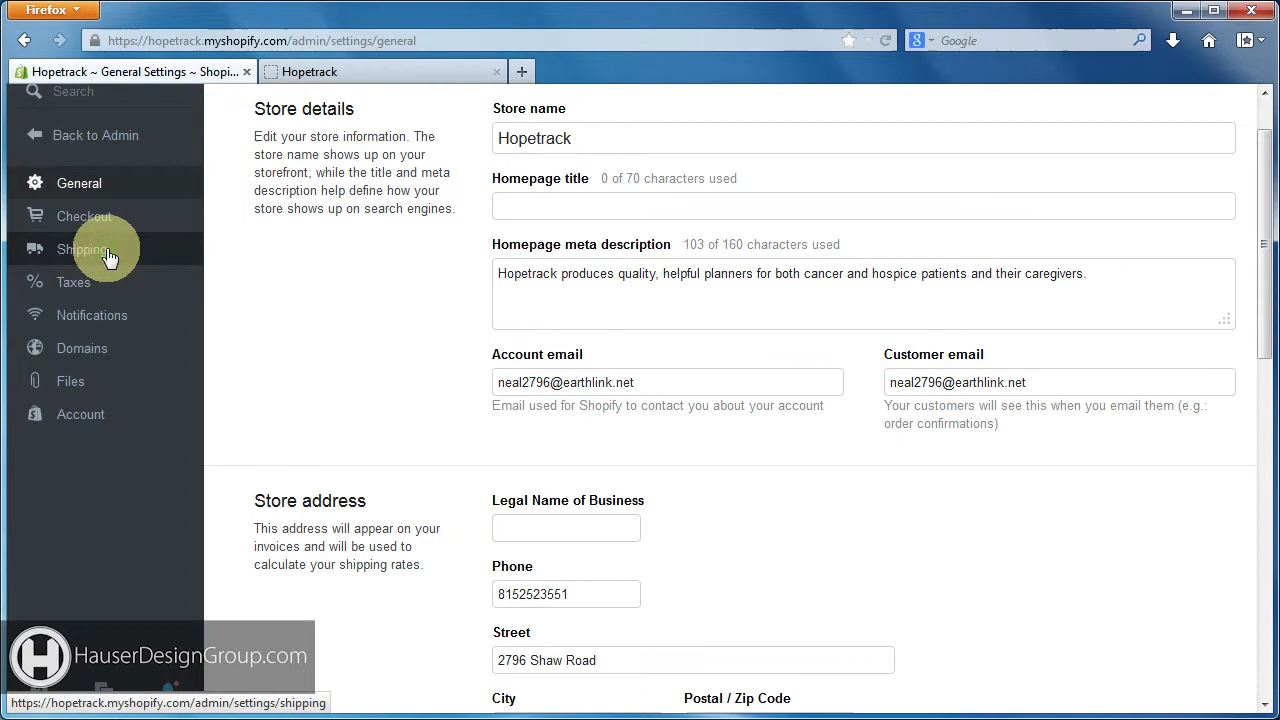 Firefox
https://hopetrack.myshopify.com/admin/settings/general
Google
Hopetrack ~ General Settings ~ Shopi...
Hopetrack
Search
Back to Admin
General
Checkout
Shipping
Taxes
Notifications
Domains
Files
Account
Store details
Edit your store information. The
store name shows up on your
storefront, while the title and meta
description help define how your
store shows up on search engines.
Store name
Hopetrack
Homepage title 0 of 70 characters used
Homepage meta description 103 of 160 characters used
Hopetrack produces quality, helpful planners for both cancer and hospice patients and their caregivers.
Account email
neal2796@earthlink.net
Email used for Shopify to contact you about your account
Customer email
neal2796@earthlink.net
Your customers will see this when you email them (e.g.:
order confirmations)
Store address
This address will appear on your
invoices and will be used to
calculate your shipping rates.
Legal Name of Business
Phone
8152523551
Street
2796 Shaw Road
City
Postal / Zip Code
HauserDesignGroup.com
https://hopetrack.myshopify.com/admin/settings/shipping